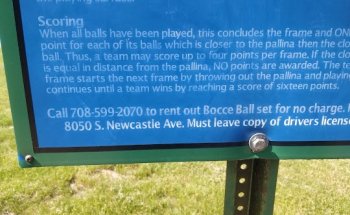 Scoring
When all balls have been played, this concludes the frame and ON
point for each of its balls which is closer to the pallina then the clo
ball. Thus, a team may score up to four points per frame. If the clo
is equal in distance from the pallina, NO points are awarded. The te
frame starts the next frame by throwing out the pallina and playing
continues until a team wins by reaching a score of sixteen points.
Call 708-599-2070 to rent out Bocce Ball set for no charge.
8050 S. Newcastle Ave. Must leave copy of drivers license